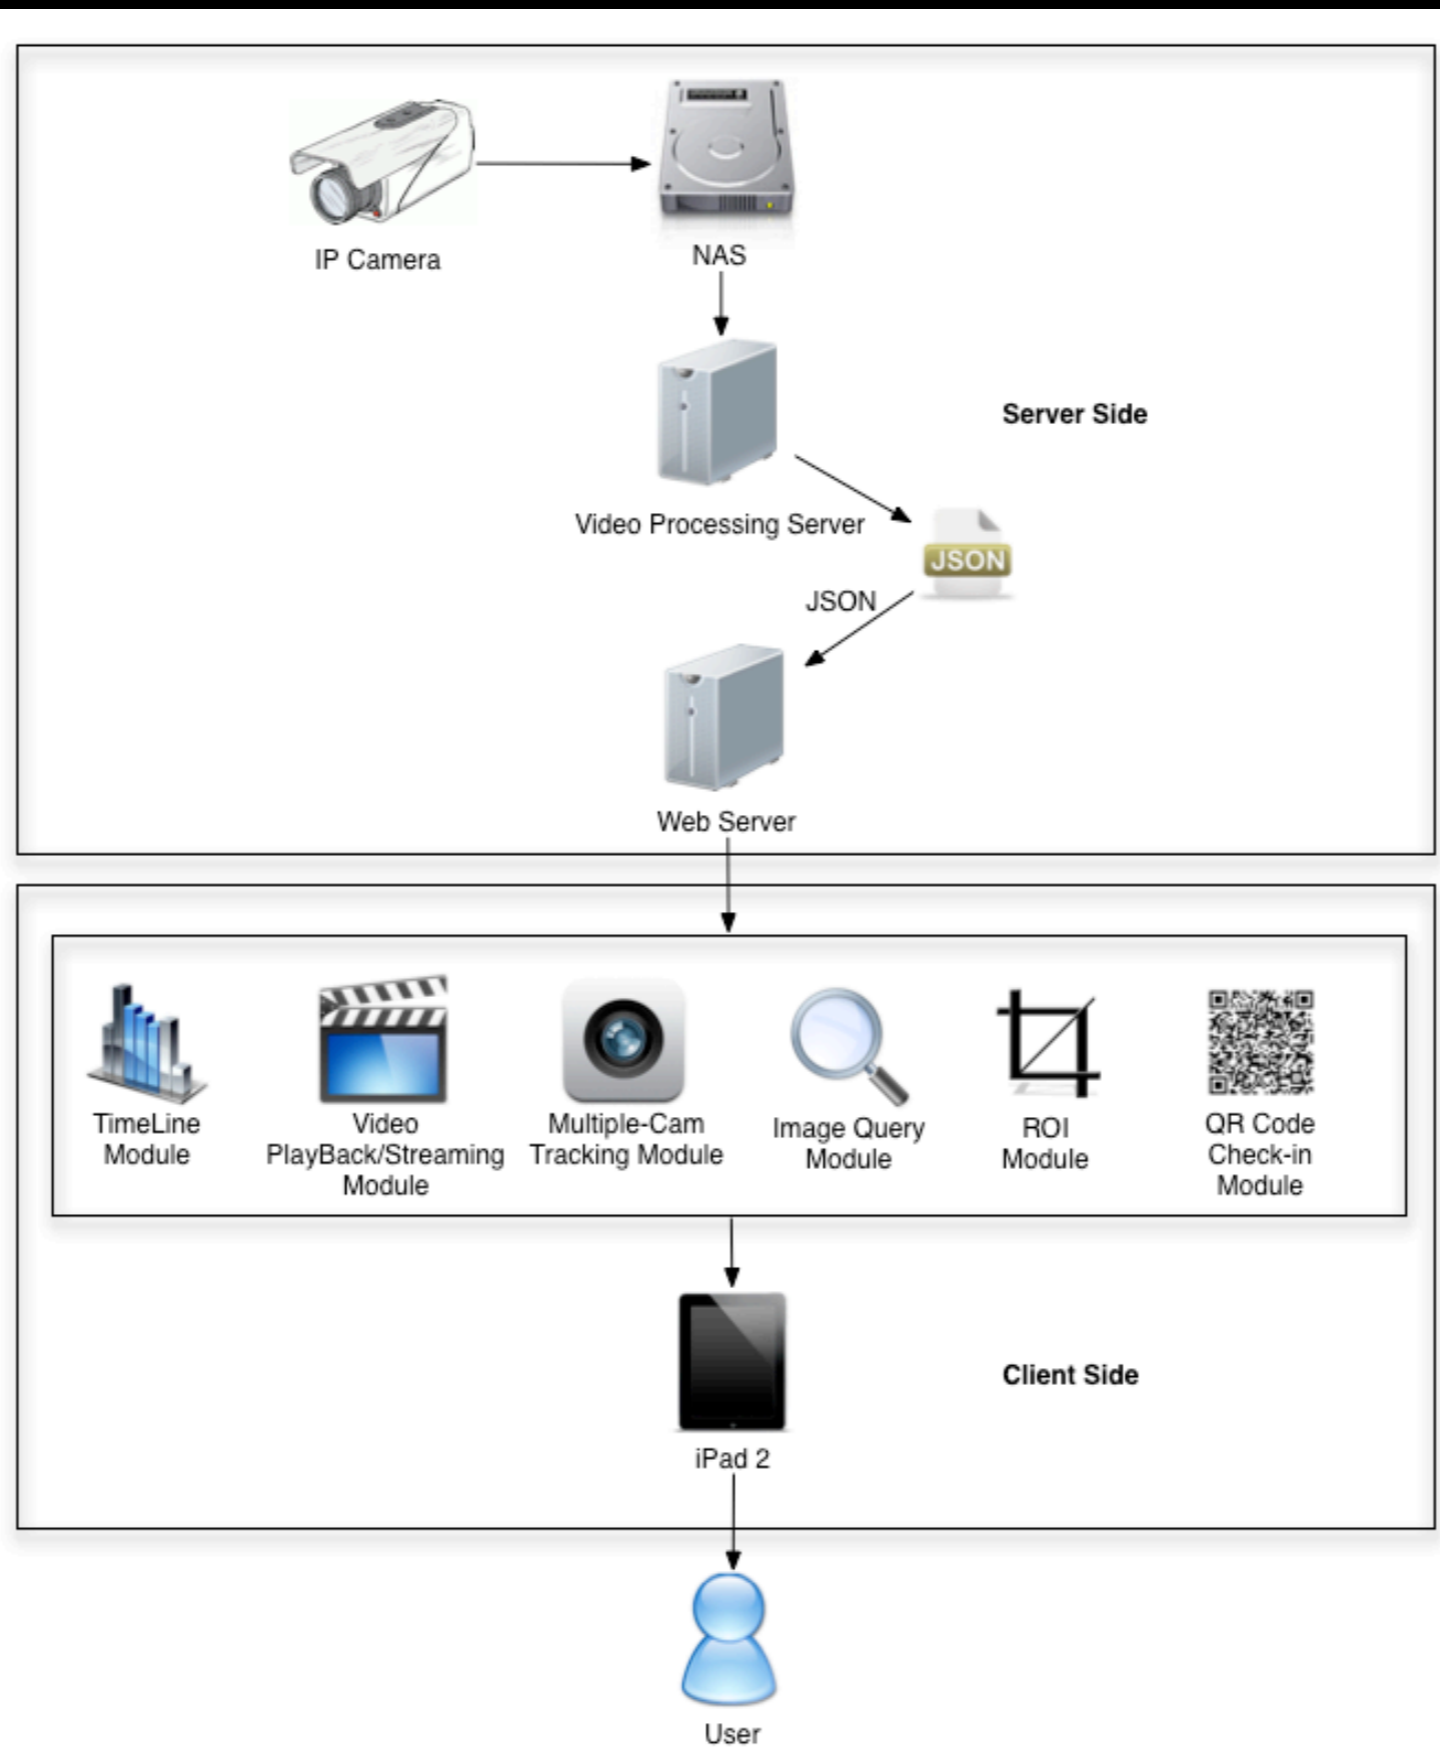 IP Camera
NAS
Server Side
Video Processing Server
JSON
JSON
Web Server
TimeLine
Module
Video
PlayBack/Streaming
Module
Multiple-Cam
Tracking Module
Image Query
Module
ROI
Module
QR Code
Check-in
Module
Client Side
iPad 2
User